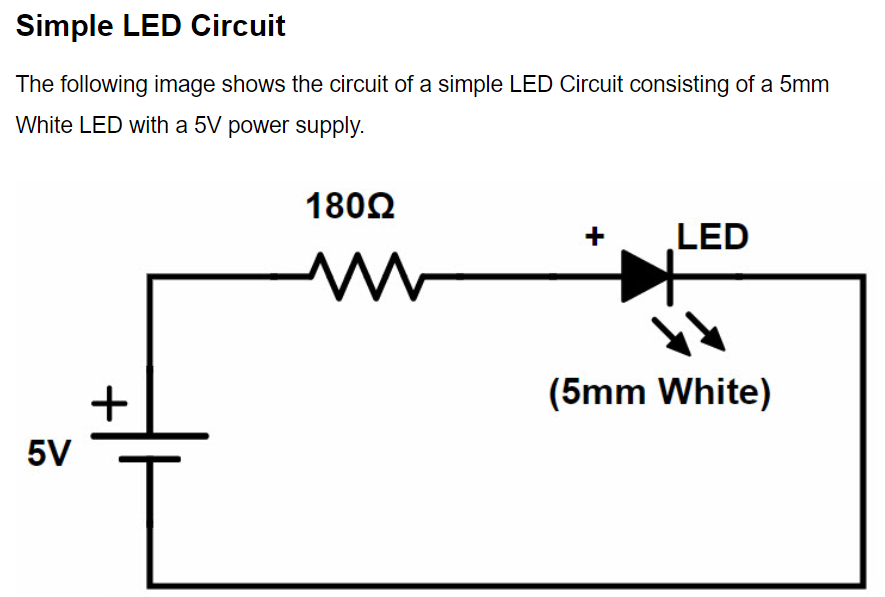 Simple LED Circuit
The following image shows the circuit of a simple LED Circuit consisting of a 5mm
White LED with a 5V power supply.
180Ω
+ LED
(5mm White)
+
5V